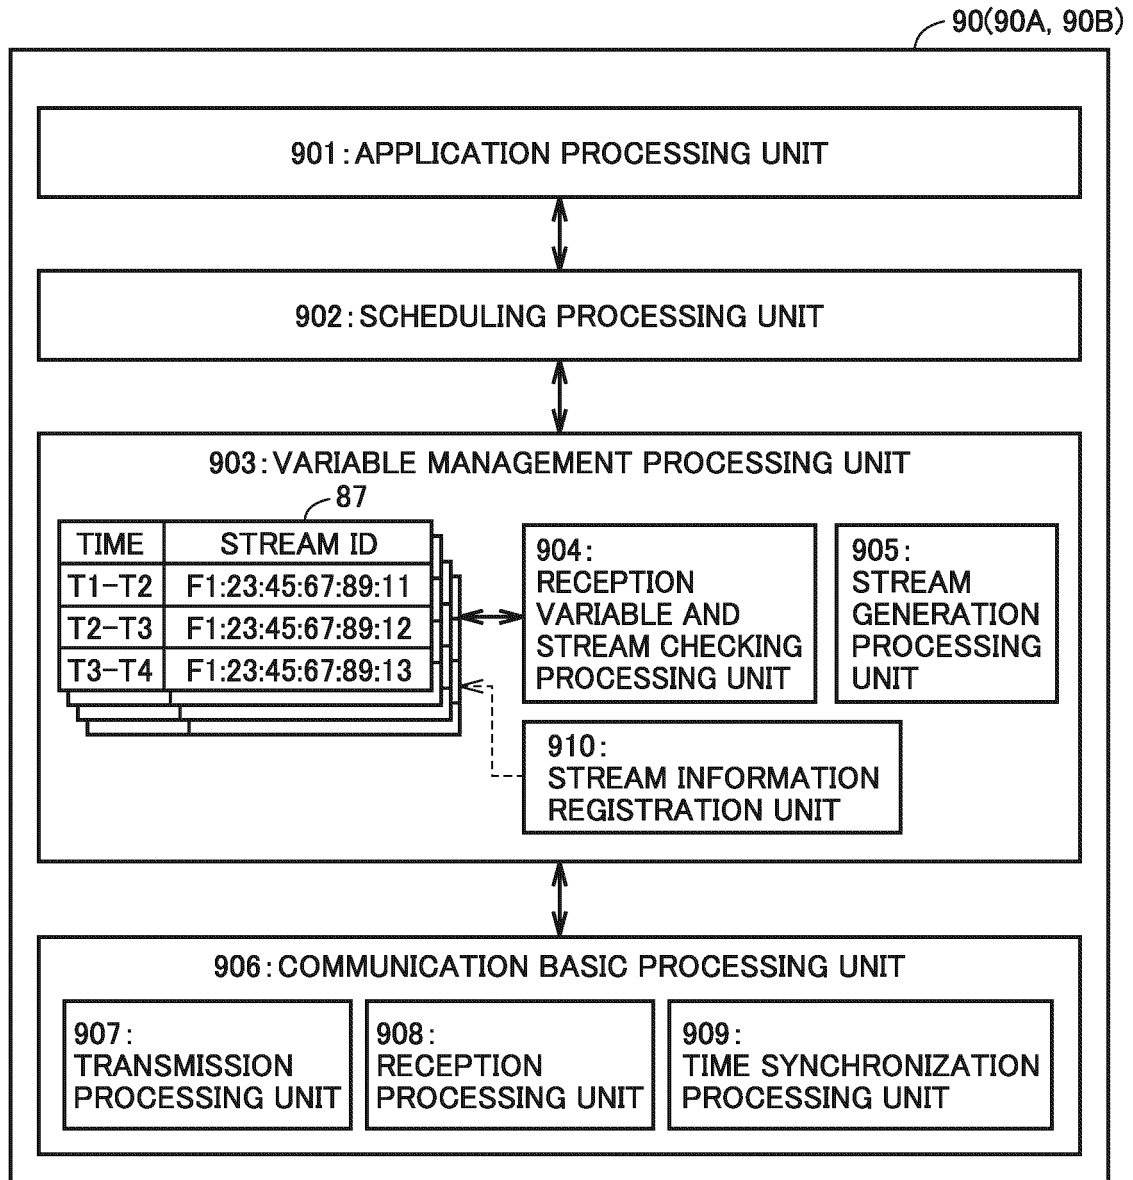 90(90A, 90B)
901:APPLICATION PROCESSING UNIT
902:SCHEDULING PROCESSING UNIT
903:VARIABLE MANAGEMENT PROCESSING UNIT
87
TIME STREAM ID
T1-T2 F1:23:45:67:89:11
T2-T3 F1:23:45:67:89:12
T3-T4 F1:23:45:67:89:13
904:
RECEPTION
VARIABLE AND
STREAM CHECKING
PROCESSING UNIT
905:
STREAM
GENERATION
PROCESSING
UNIT
910:
STREAM INFORMATION
REGISTRATION UNIT
906:COMMUNICATION BASIC PROCESSING UNIT
907:
TRANSMISSION
PROCESSING UNIT
908:
RECEPTION
PROCESSING UNIT
909:
TIME SYNCHRONIZATION
PROCESSING UNIT